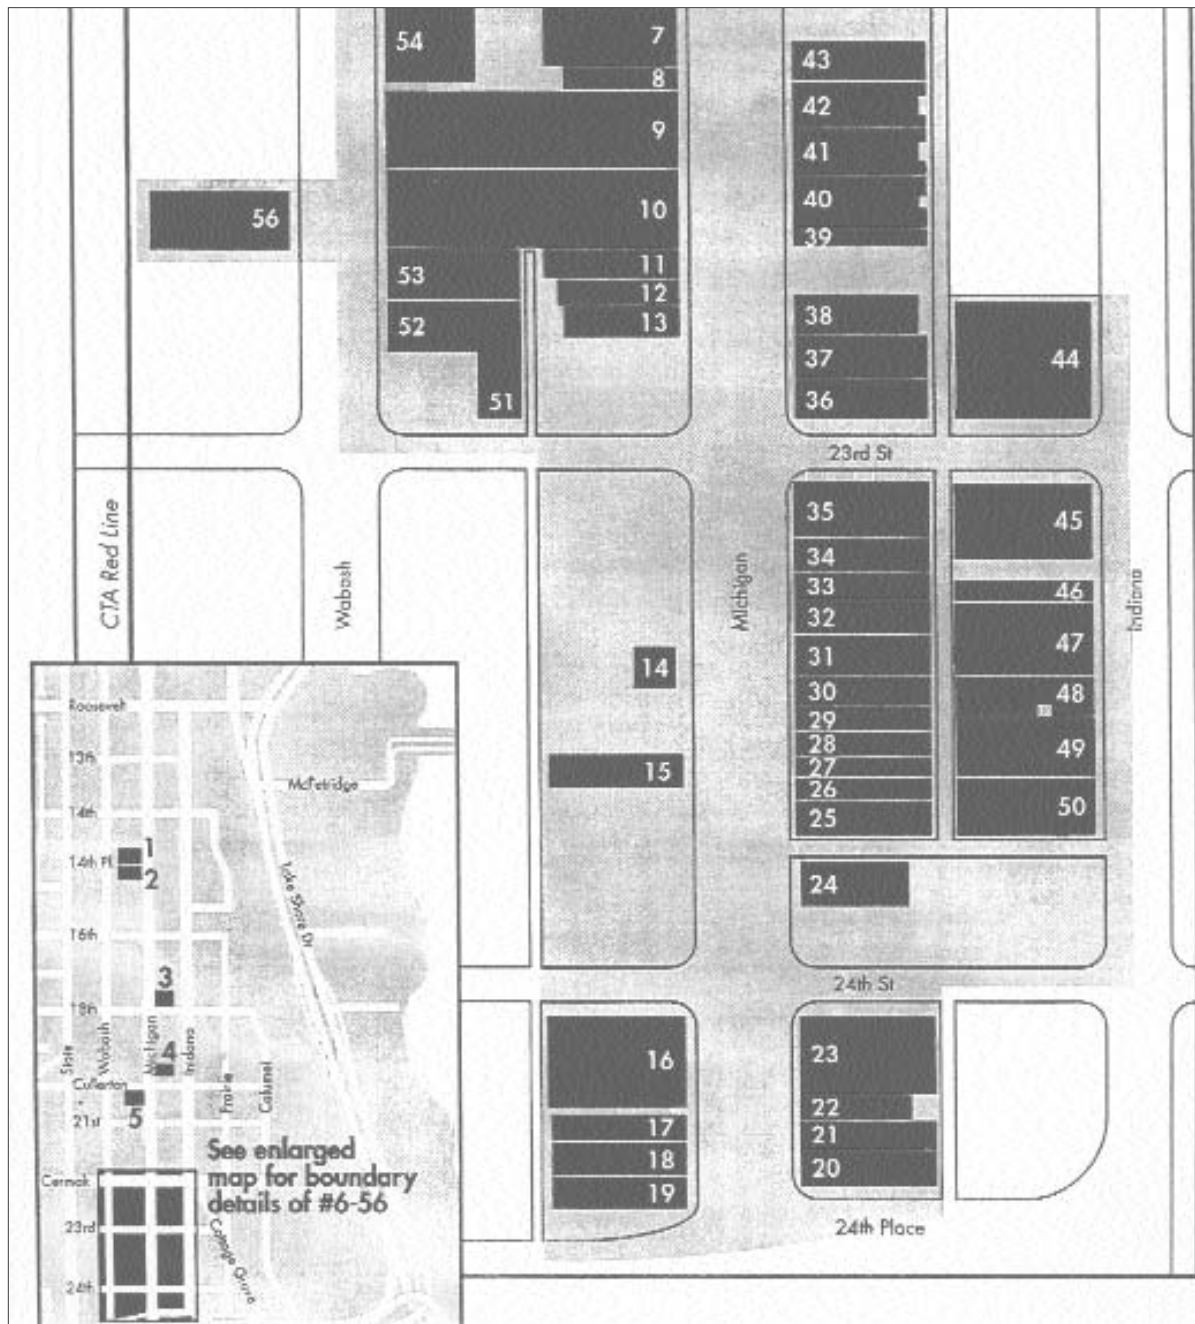 54
7
8
9
10
56
11
53
12
52
13
51
43
42
41
40
39
38
37
36
44
23rd St
CTA Red Line
Wabash
Michigan
Indiana
35
34
33
32
31
30
29
28
27
26
25
45
46
47
48
49
50
14
15
24
24th St
16
17
18
19
23
22
21
20
24th Place
Roosevelt
13th
McFetridge
14th
14th Pl
1
2
Lake Shore Dr
16th
3
18th
State
Wabash
Michigan
Indiana
4
Prairie
Calumet
Cullerton
5
21st
See enlarged
map for boundary
details of #6-56
Cermak
23rd
Cottage Grove
24th